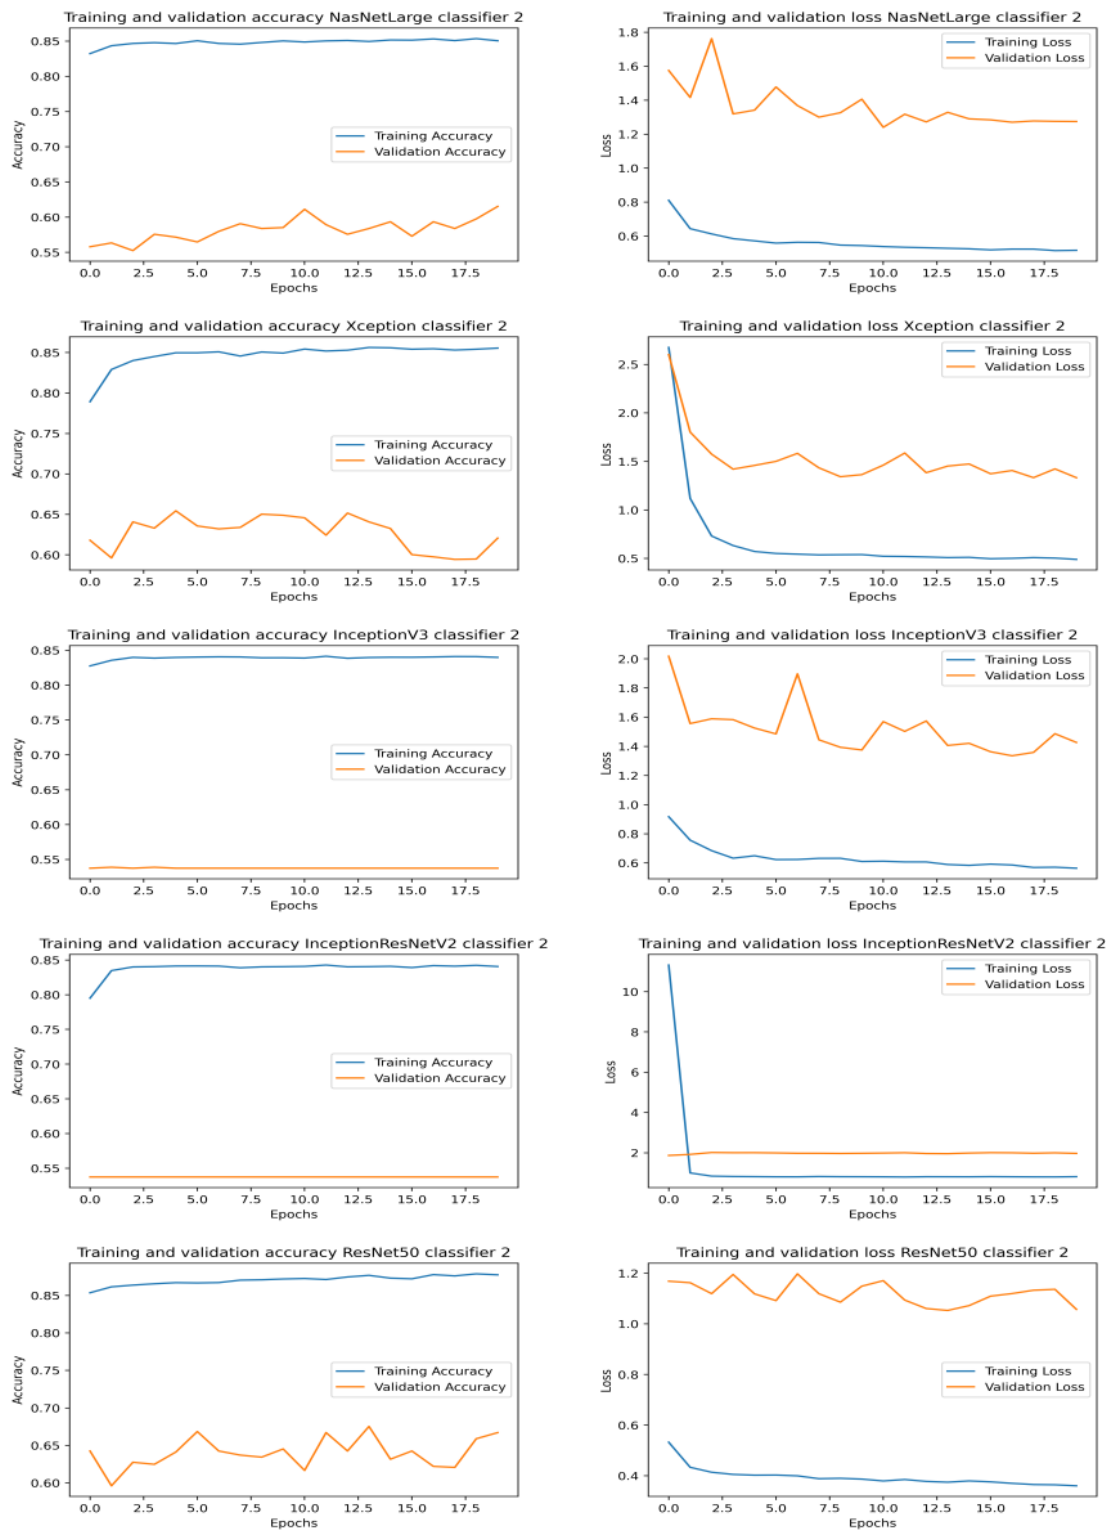 Training and validation accuracy NasNetLarge classifier 2
0.85
0.80
0.75
0.70
0.65
0.60
0.55
Accuracy
Training Accuracy
Validation Accuracy
0.0 2.5 5.0 7.5 10.0 12.5 15.0 17.5
Epochs
Training and validation loss NasNetLarge classifier 2
1.8
1.6
1.4
1.2
1.0
0.8
0.6
Loss
Training Loss
Validation Loss
0.0 2.5 5.0 7.5 10.0 12.5 15.0 17.5
Epochs
Training and validation accuracy Xception classifier 2
0.85
0.80
0.75
0.70
0.65
0.60
Accuracy
Training Accuracy
Validation Accuracy
0.0 2.5 5.0 7.5 10.0 12.5 15.0 17.5
Epochs
Training and validation loss Xception classifier 2
2.5
2.0
1.5
1.0
0.5
Loss
Training Loss
Validation Loss
0.0 2.5 5.0 7.5 10.0 12.5 15.0 17.5
Epochs
Training and validation accuracy InceptionV3 classifier 2
0.85
0.80
0.75
0.70
0.65
0.60
0.55
Accuracy
Training Accuracy
Validation Accuracy
0.0 2.5 5.0 7.5 10.0 12.5 15.0 17.5
Epochs
Training and validation loss InceptionV3 classifier 2
2.0
1.8
1.6
1.4
1.2
1.0
0.8
0.6
Loss
Training Loss
Validation Loss
0.0 2.5 5.0 7.5 10.0 12.5 15.0 17.5
Epochs
Training and validation accuracy InceptionResNetV2 classifier 2
0.85
0.80
0.75
0.70
0.65
0.60
0.55
Accuracy
Training Accuracy
Validation Accuracy
0.0 2.5 5.0 7.5 10.0 12.5 15.0 17.5
Epochs
Training and validation loss InceptionResNetV2 classifier 2
10
8
6
4
2
Loss
Training Loss
Validation Loss
0.0 2.5 5.0 7.5 10.0 12.5 15.0 17.5
Epochs
Training and validation accuracy ResNet50 classifier 2
0.85
0.80
0.75
0.70
0.65
0.60
Accuracy
Training Accuracy
Validation Accuracy
0.0 2.5 5.0 7.5 10.0 12.5 15.0 17.5
Epochs
Training and validation loss ResNet50 classifier 2
1.2
1.0
0.8
0.6
0.4
Loss
Training Loss
Validation Loss
0.0 2.5 5.0 7.5 10.0 12.5 15.0 17.5
Epochs